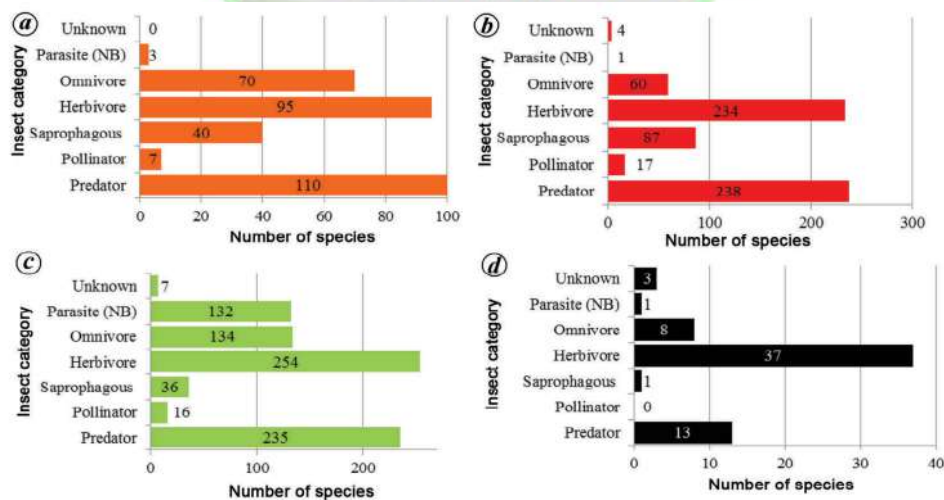 a
Insect category
Unknown 0
Parasite (NB) 3
Omnivore 70
Herbivore 95
Saprophagous 40
Pollinator 7
Predator 110
0 20 40 60 80 100
Number of species
b
Insect category
Unknown 4
Parasite (NB) 1
Omnivore 60
Herbivore 234
Saprophagous 87
Pollinator 17
Predator 238
0 100 200 300
Number of species
c
Insect category
Unknown 7
Parasite (NB) 132
Omnivore 134
Herbivore 254
Saprophagous 36
Pollinator 16
Predator 235
0 100 200
Number of species
d
Insect category
Unknown 3
Parasite (NB) 1
Omnivore 8
Herbivore 37
Saprophagous 1
Pollinator 0
Predator 13
0 10 20 30 40
Number of species